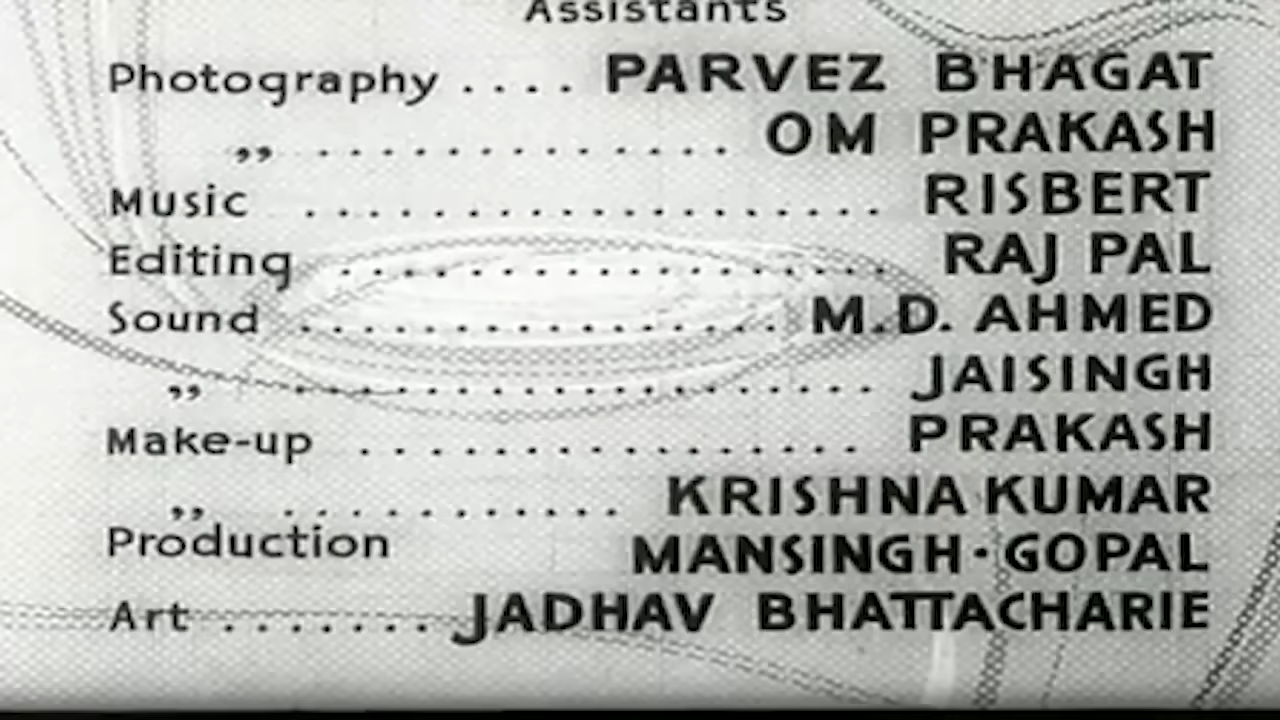 Assistants
Photography .... PARVEZ BHAGAT
„ .............. OM PRAKASH
Music ................... RISBERT
Editing .................. RAJ PAL
Sound ................ M.D. AHMED
„ ................... JAISINGH
Make-up ................ PRAKASH
„ ............ KRISHNA KUMAR
Production MANSINGH·GOPAL
Art ....... JADHAV BHATTACHARIE